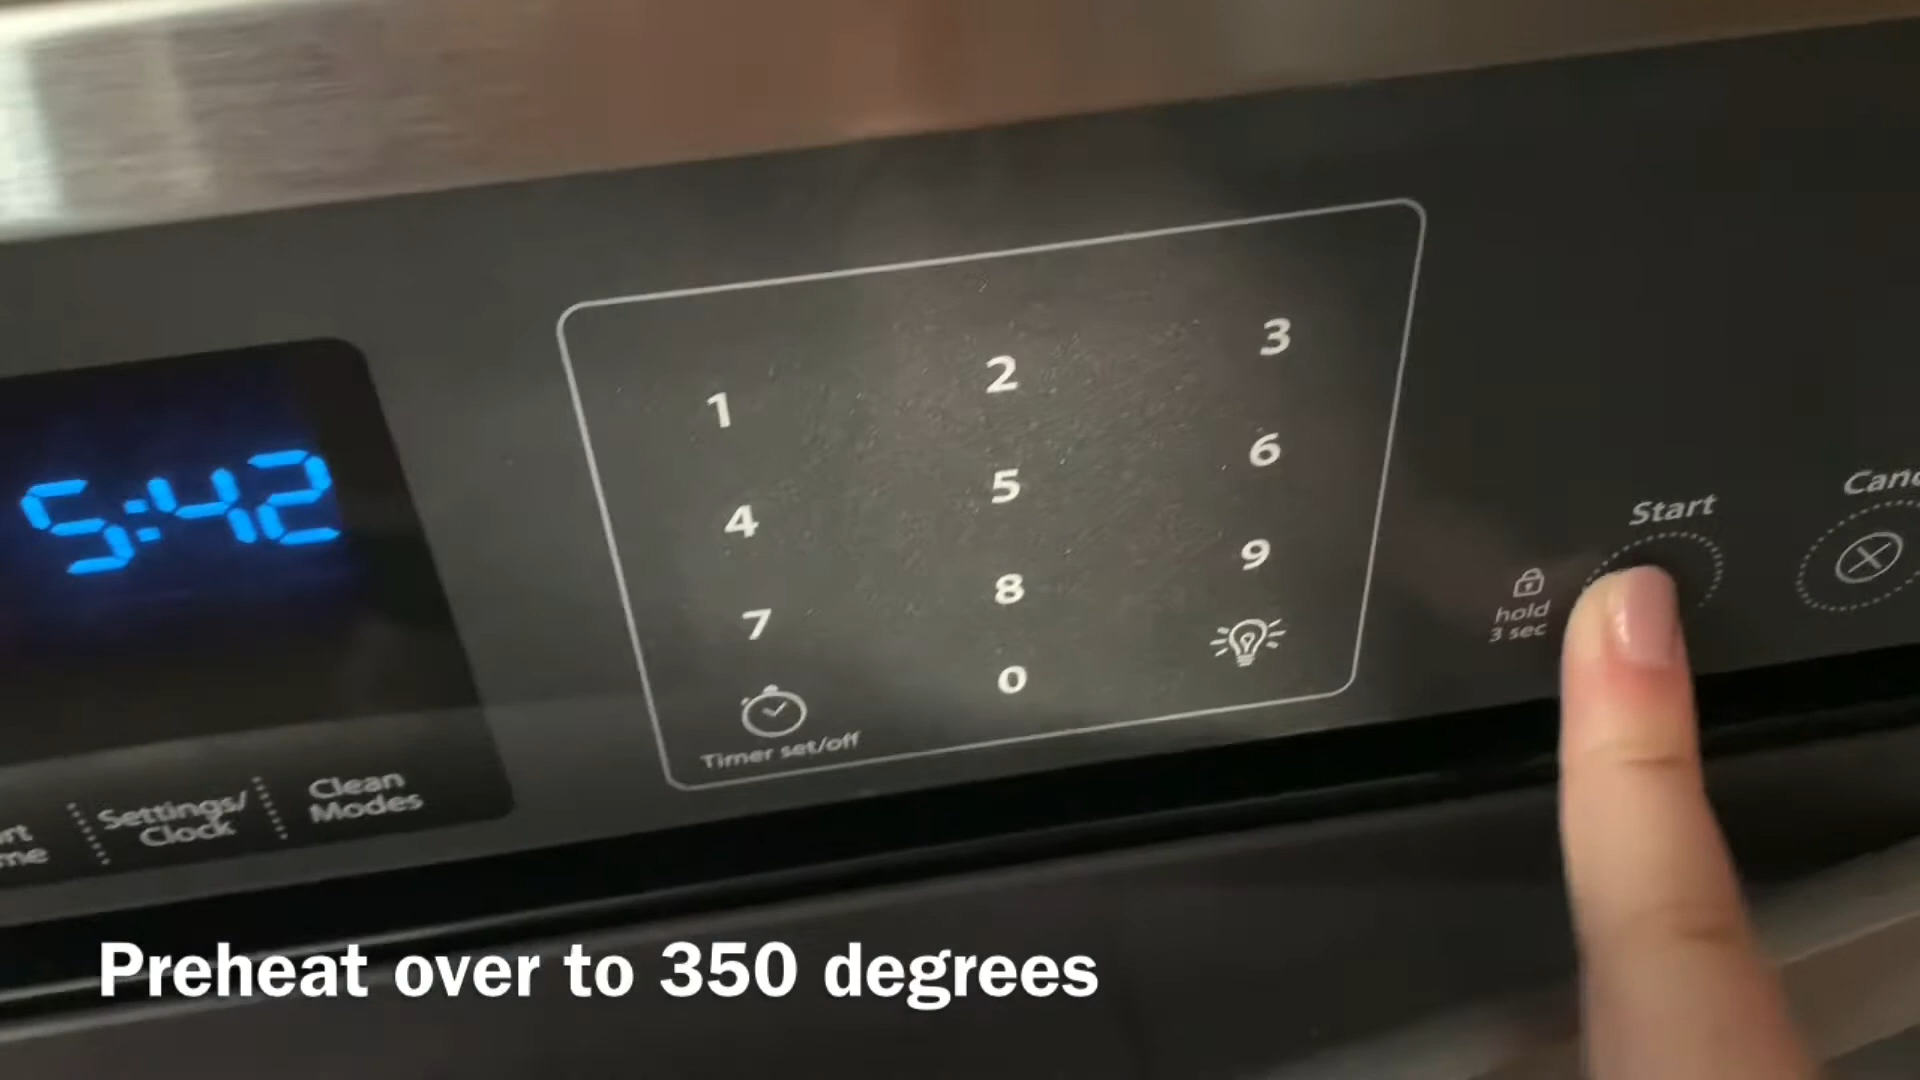 5:42
1 2 3
4 5 6
7 8 9
0
Timer set/off
Start
hold
3 sec
Settings/
Clock
Clean
Modes
Preheat over to 350 degrees